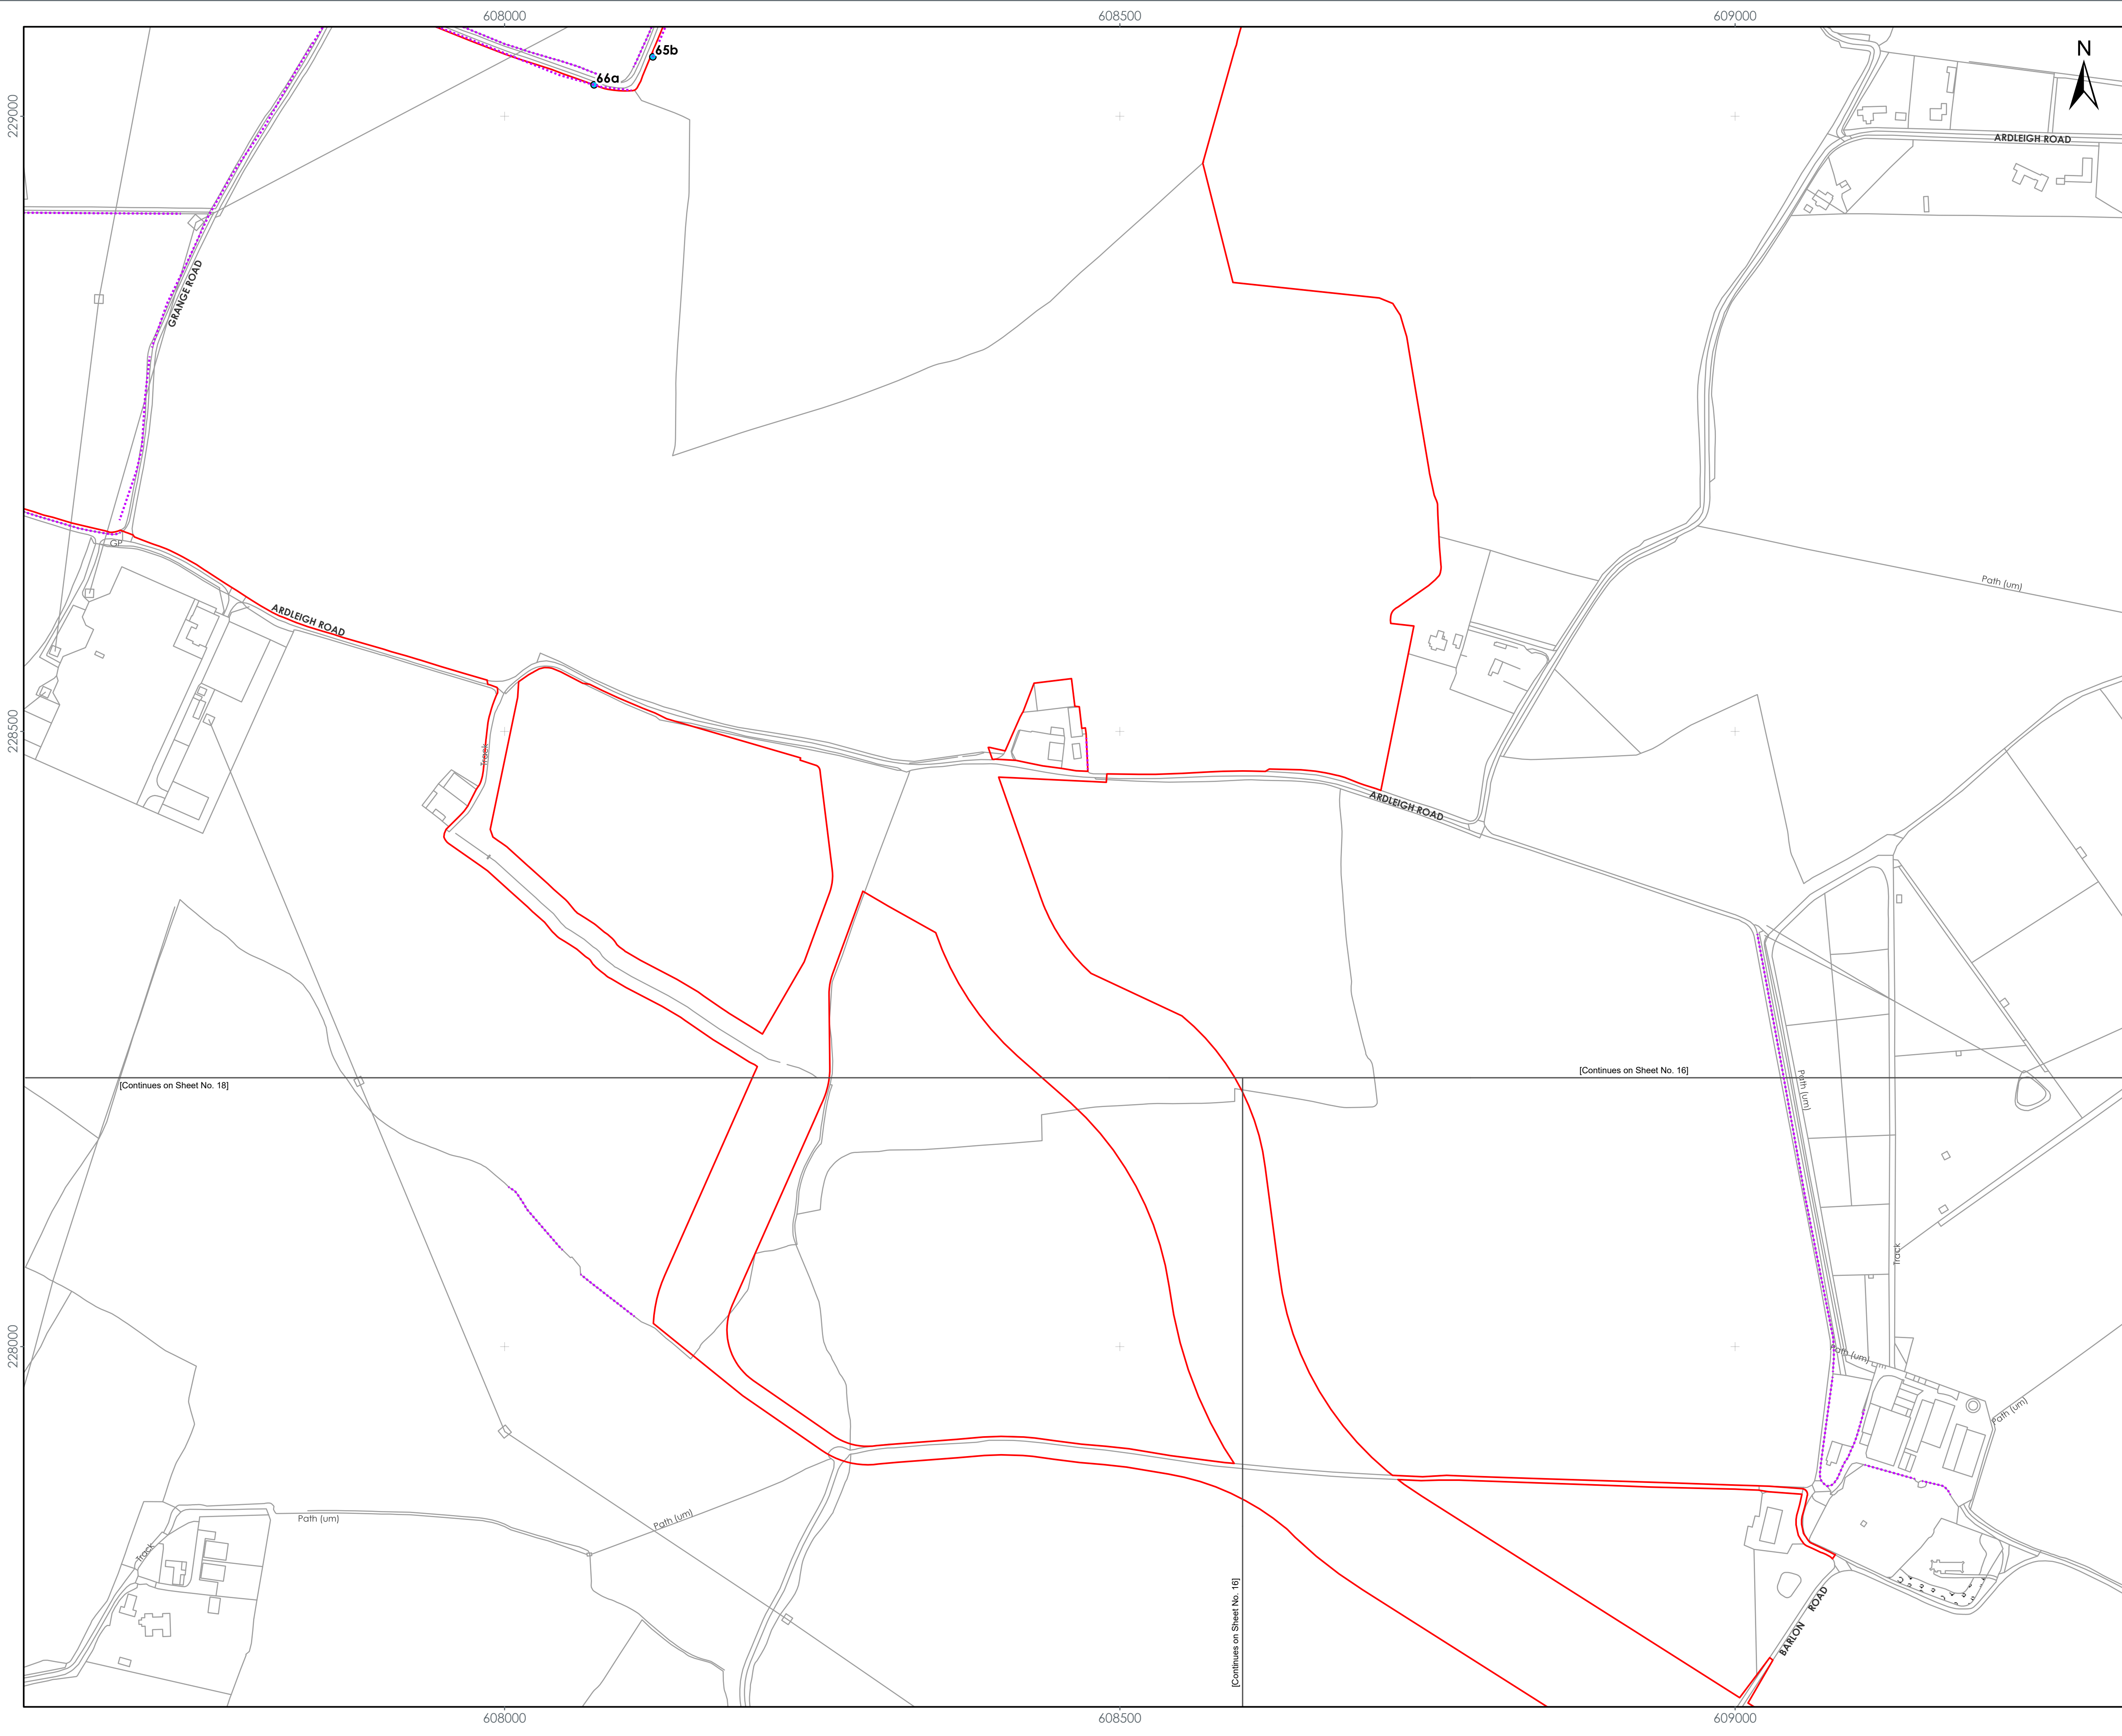 608000
608500
609000
N
65b
66a
229000
ARDLEIGH ROAD
GRANGE ROAD
GP
Path (um)
ARDLEIGH ROAD
228500
Track
ARDLEIGH ROAD
[Continues on Sheet No. 18]
[Continues on Sheet No. 16]
Path (um)
Track
228000
Path (um)
Path (um)
Path (um)
Path (um)
Track
[Continues on Sheet No. 16]
BARLON ROAD
608000
608500
609000